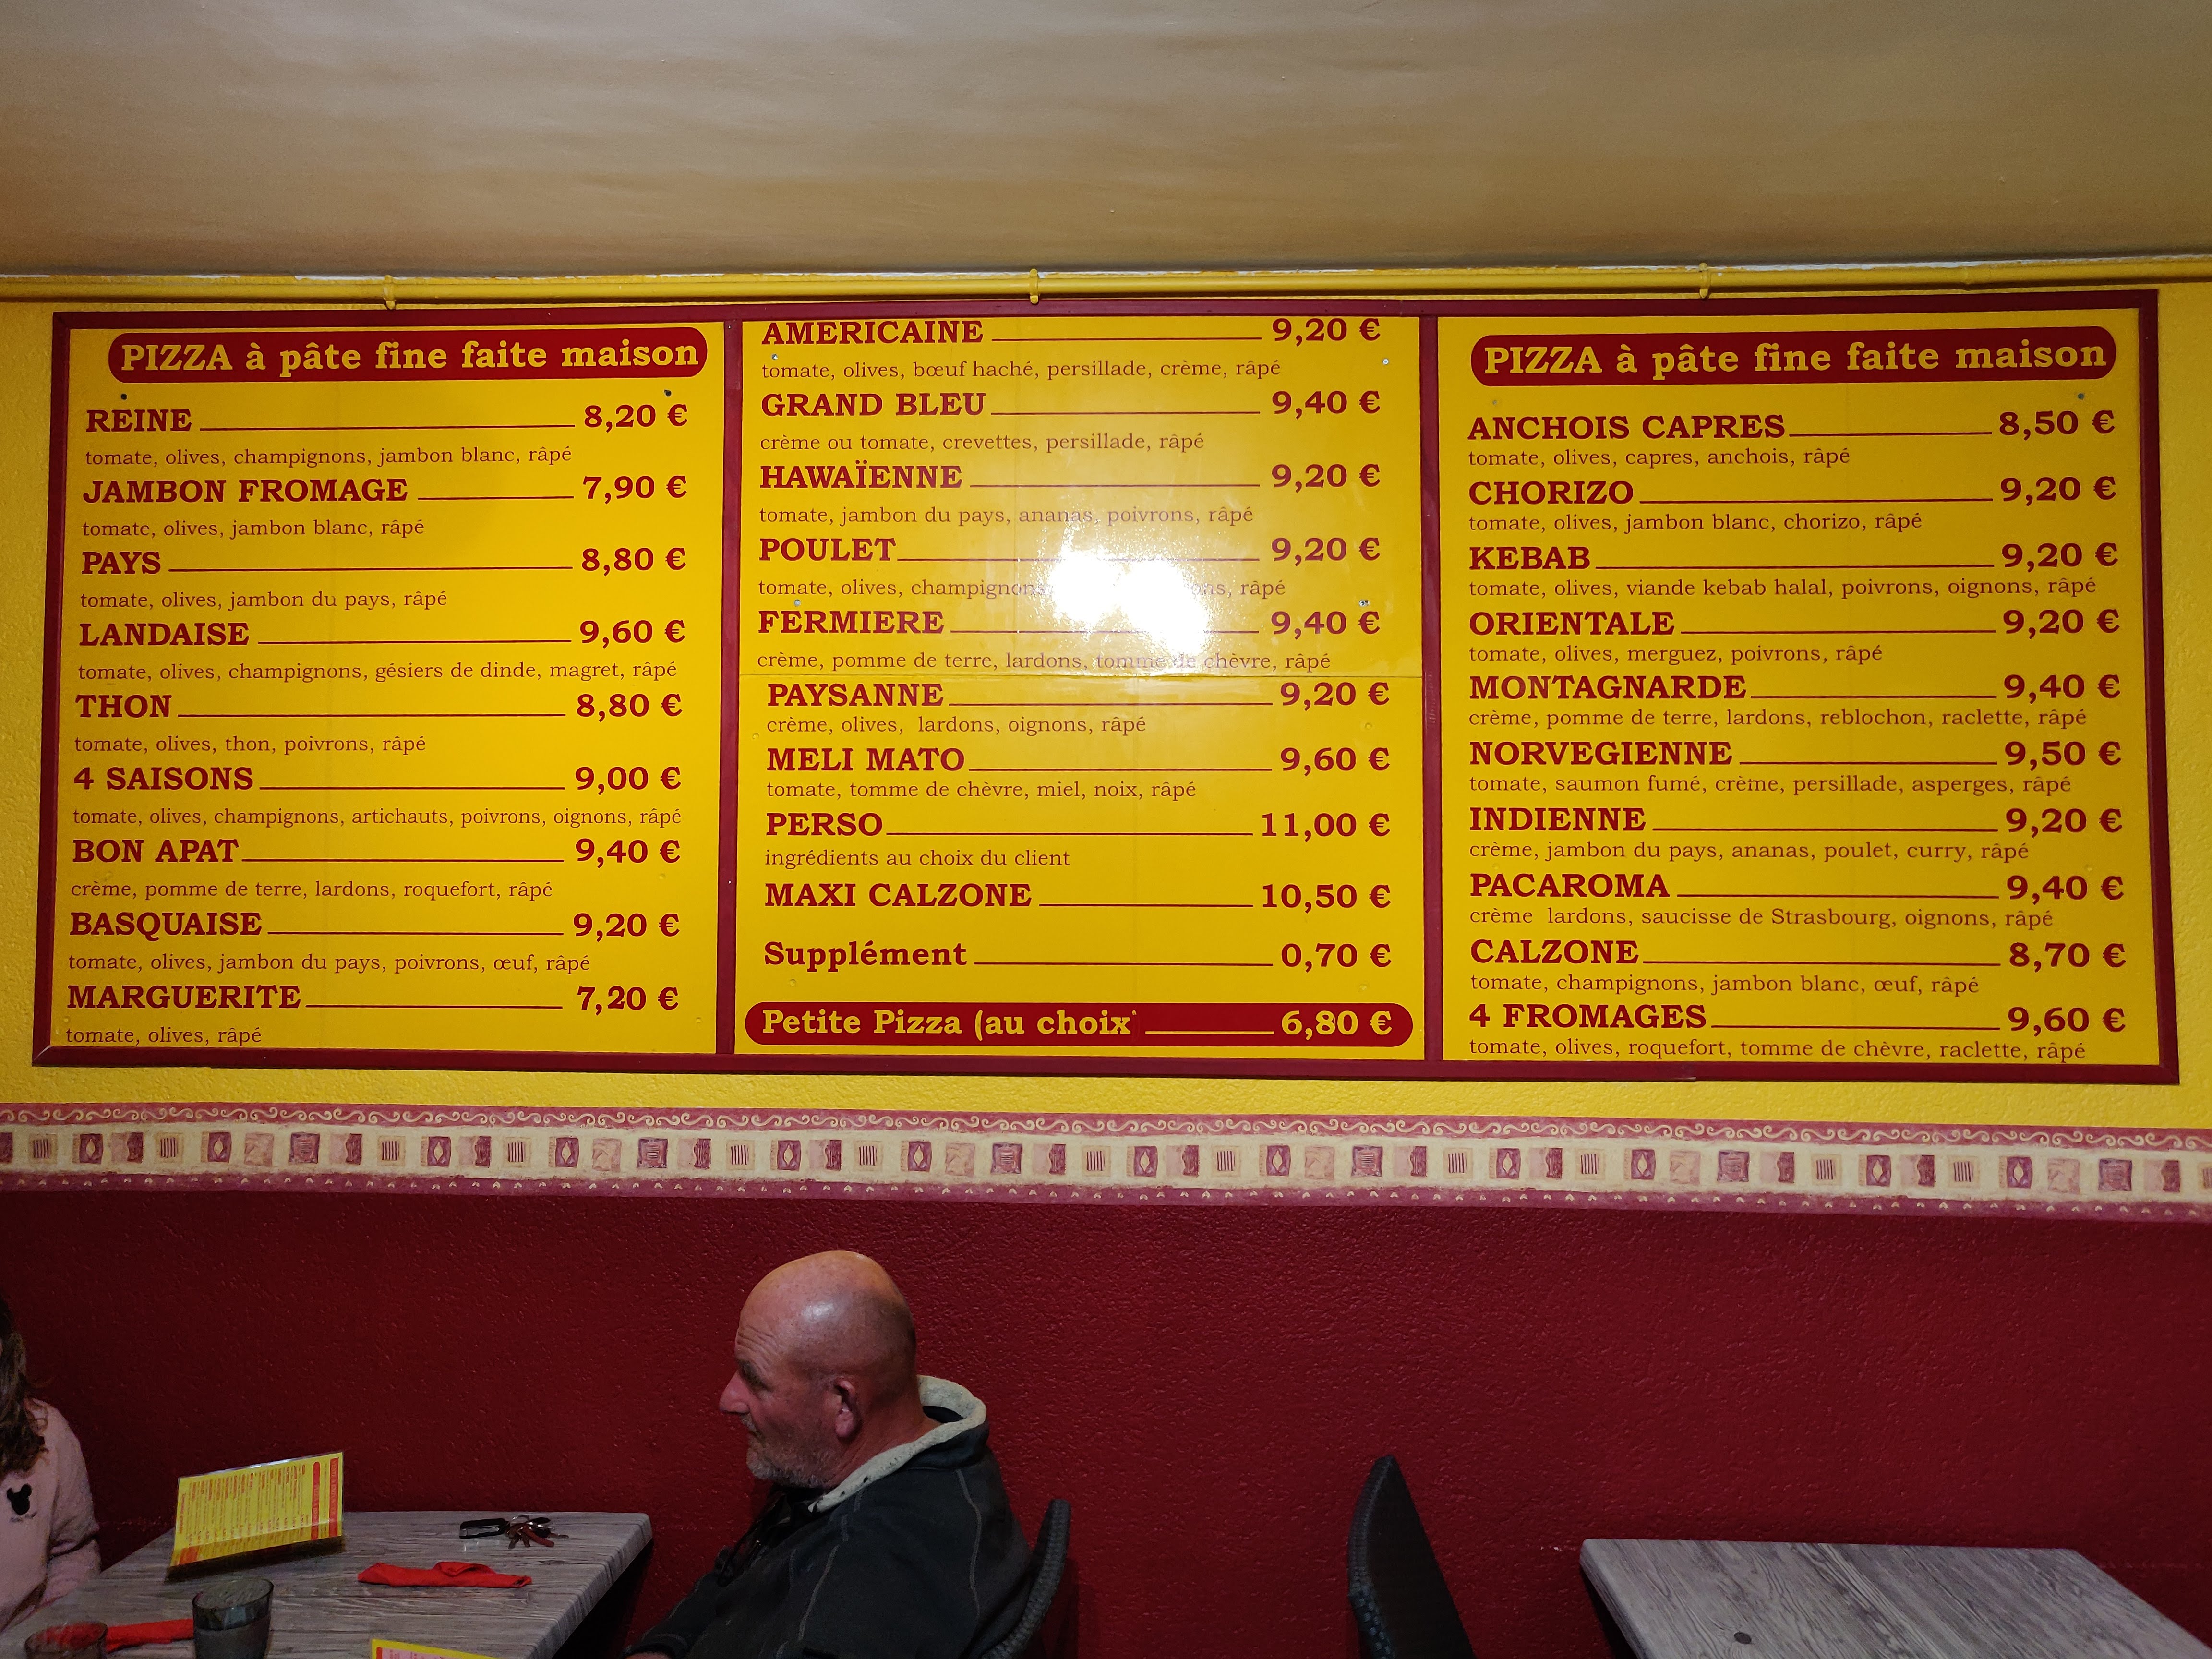 PIZZA à pâte fine faite maison
REINE 8,20 €
tomate, olives, champignons, jambon blanc, râpé
JAMBON FROMAGE 7,90 €
tomate, olives, jambon blanc, râpé
PAYS 8,80 €
tomate, olives, jambon du pays, râpé
LANDAISE 9,60 €
tomate, olives, champignons, gésiers de dinde, magret, râpé
THON 8,80 €
tomate, olives, thon, poivrons, râpé
4 SAISONS 9,00 €
tomate, olives, champignons, artichauts, poivrons, oignons, râpé
BON APAT 9,40 €
crème, pomme de terre, lardons, roquefort, râpé
BASQUAISE 9,20 €
tomate, olives, jambon du pays, poivrons, œuf, râpé
MARGUERITE 7,20 €
tomate, olives, râpé
AMERICAINE 9,20 €
tomate, olives, bœuf haché, persillade, crème, râpé
GRAND BLEU 9,40 €
crème ou tomate, crevettes, persillade, râpé
HAWAÏENNE 9,20 €
tomate, jambon du pays, ananas, poivrons, râpé
POULET 9,20 €
tomate, olives, champignons, râpé
FERMIERE 9,40 €
crème, pomme de terre, lardons, tomme de chèvre, râpé
PAYSANNE 9,20 €
crème, olives, lardons, oignons, râpé
MELI MATO 9,60 €
tomate, tomme de chèvre, miel, noix, râpé
PERSO 11,00 €
ingrédients au choix du client
MAXI CALZONE 10,50 €
Supplément 0,70 €
Petite Pizza (au choix 6,80 €
PIZZA à pâte fine faite maison
ANCHOIS CAPRES 8,50 €
tomate, olives, capres, anchois, râpé
CHORIZO 9,20 €
tomate, olives, jambon blanc, chorizo, râpé
KEBAB 9,20 €
tomate, olives, viande kebab halal, poivrons, oignons, râpé
ORIENTALE 9,20 €
tomate, olives, merguez, poivrons, râpé
MONTAGNARDE 9,40 €
crème, pomme de terre, lardons, reblochon, raclette, râpé
NORVEGIENNE 9,50 €
tomate, saumon fumé, crème, persillade, asperges, râpé
INDIENNE 9,20 €
crème, jambon du pays, ananas, poulet, curry, râpé
PACAROMA 9,40 €
crème lardons, saucisse de Strasbourg, oignons, râpé
CALZONE 8,70 €
tomate, champignons, jambon blanc, œuf, râpé
4 FROMAGES 9,60 €
tomate, olives, roquefort, tomme de chèvre, raclette, râpé